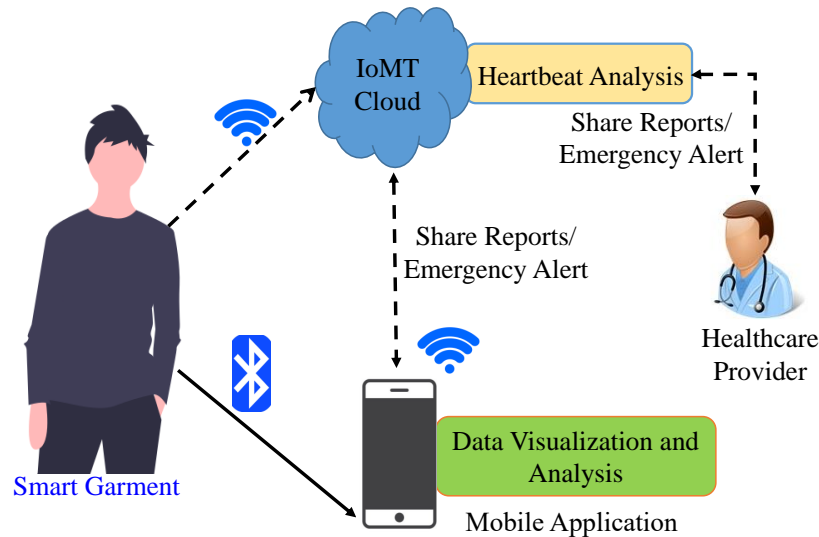 IoMT
Cloud
Heartbeat Analysis
Share Reports/
Emergency Alert
Share Reports/
Emergency Alert
Healthcare
Provider
Data Visualization and
Analysis
Smart Garment
Mobile Application